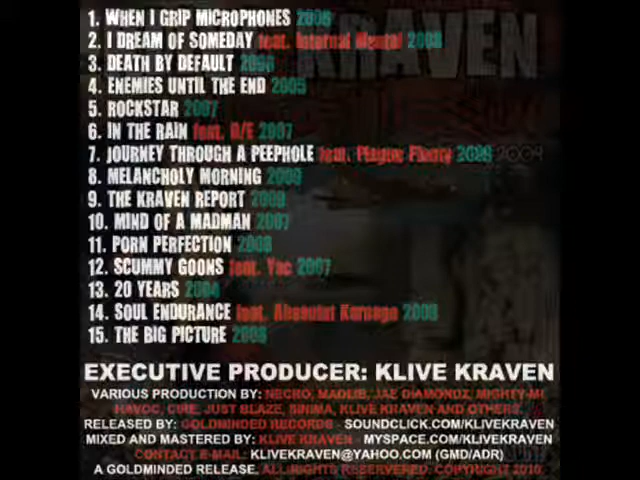 1. WHEN I GRIP MICROPHONES 2006
KRAVEN
2. I DREAM OF SOMEDAY feat. Internal Mental 2008
3. DEATH BY DEFAULT
4. ENEMIES UNTIL THE END 2005
5. ROCKSTAR 2007
6. IN THE RAIN feat. D/E 2007
7. JOURNEY THROUGH A PEEPHOLE feat.
8. MELANCHOLY MORNING
9. THE KRAVEN REPORT
10. MIND OF A MADMAN 2007
11. PORN PERFECTION 2008
12. SCUMMY GOONS feat. Yac 2007
13. 20 YEARS 2004
14. SOUL ENDURANCE feat. 2008
15. THE BIG PICTURE 2008
EXECUTIVE PRODUCER: KLIVE KRAVEN
VARIOUS PRODUCTION BY: NECRO, MADLIB, JAE DIAMONDZ, MIGHTY-MI
HAVOC, CIRE, JUST BLAZE, SINIMA, KLIVE KRAVEN AND OTHERS.
RELEASED BY: GOLDMINDED RECORDS - SOUNDCLICK.COM/KLIVEKRAVEN
MIXED AND MASTERED BY: KLIVE KRAVEN - MYSPACE.COM/KLIVEKRAVEN
CONTACT E-MAIL: KLIVEKRAVEN@YAHOO.COM (GMD/ADR)
A GOLDMINDED RELEASE. ALL RIGHTS RESERVERED. COPYRIGHT 2010.